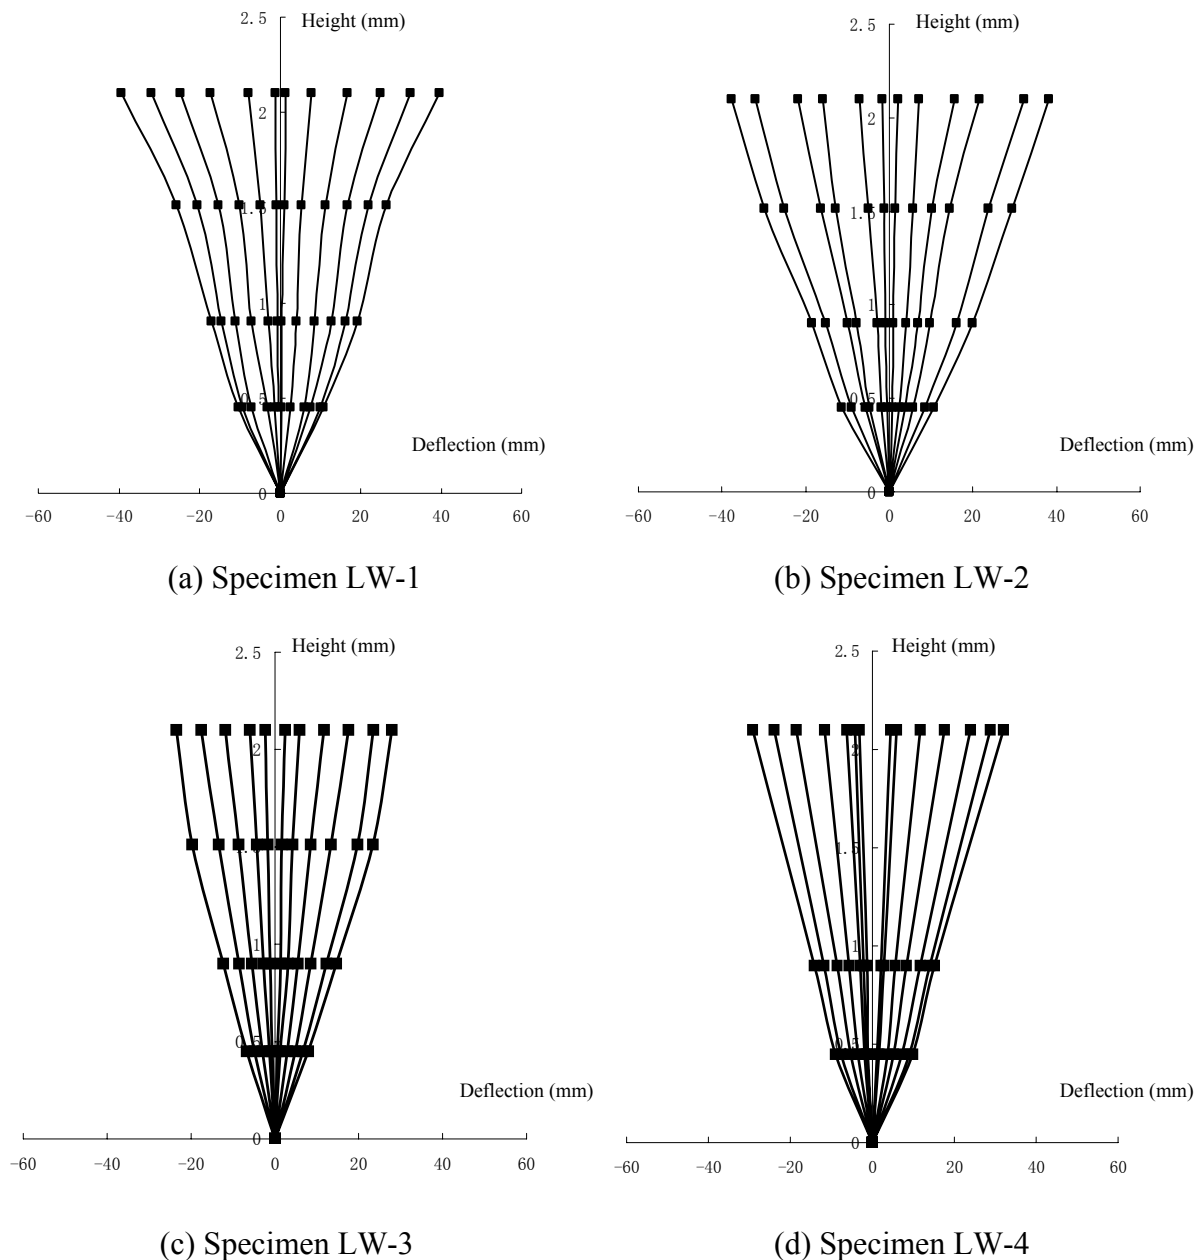 2.5 Height (mm)
2
1.5
1
0.5
Deflection (mm)
0
-60 -40 -20 0 20 40 60
(a) Specimen LW-1
Height (mm)
2.5
2
1.5
1
0.5
Deflection (mm)
0
-60 -40 -20 0 20 40 60
(b) Specimen LW-2
Height (mm)
2.5
2
1.5
1
0.5
Deflection (mm)
0
-60 -40 -20 0 20 40 60
(c) Specimen LW-3
Height (mm)
2.5
2
1.5
1
0.5
Deflection (mm)
0
-60 -40 -20 0 20 40 60
(d) Specimen LW-4